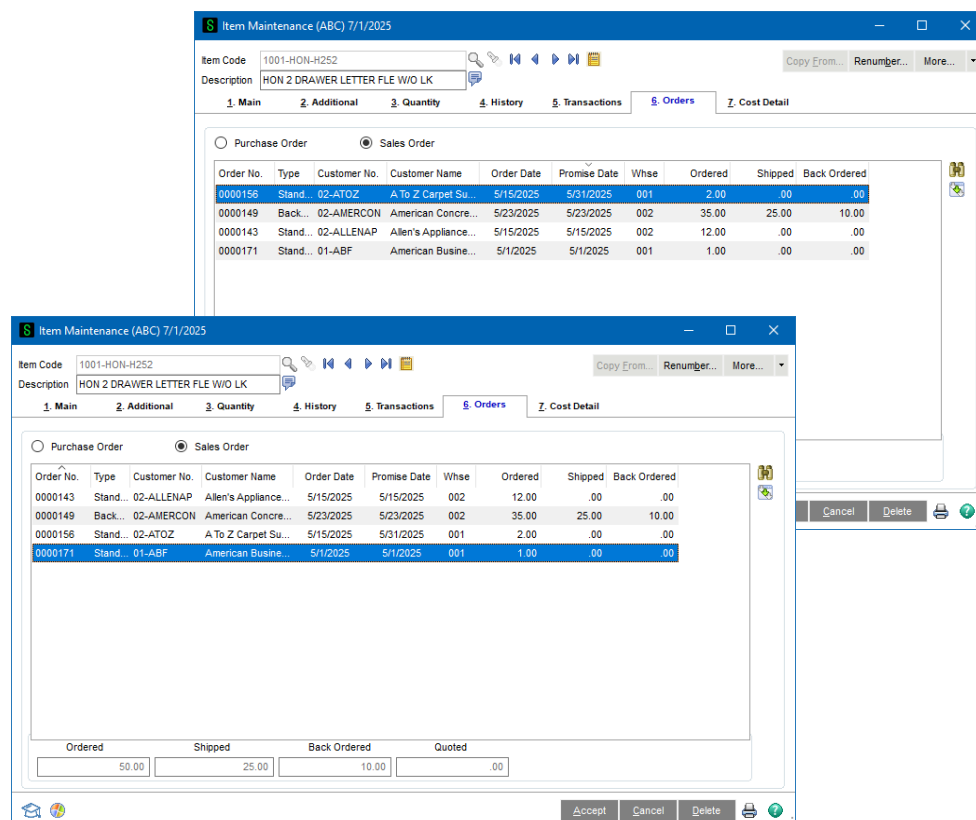 Item Maintenance (ABC) 7/1/2025
Item Code 1001-HON-H252 Copy From... Renumber... More...
Description HON 2 DRAWER LETTER FLE W/O LK
1. Main 2. Additional 3. Quantity 4. History 5. Transactions 6. Orders 7. Cost Detail
Purchase Order Sales Order
Order No. Type Customer No. Customer Name Order Date Promise Date Whse Ordered Shipped Back Ordered
0000156 Stand... 02-ATOZ A To Z Carpet Su... 5/15/2025 5/31/2025 001 2.00 .00 .00
0000149 Back... 02-AMERCON American Concre... 5/23/2025 5/23/2025 002 35.00 25.00 10.00
0000143 Stand... 02-ALLENAP Allen's Appliance... 5/15/2025 5/15/2025 002 12.00 .00 .00
0000171 Stand... 01-ABF American Busine... 5/1/2025 5/1/2025 001 1.00 .00 .00
Cancel Delete
Item Maintenance (ABC) 7/1/2025
Item Code 1001-HON-H252 Copy From... Renumber... More...
Description HON 2 DRAWER LETTER FLE W/O LK
1. Main 2. Additional 3. Quantity 4. History 5. Transactions 6. Orders 7. Cost Detail
Purchase Order Sales Order
Order No. Type Customer No. Customer Name Order Date Promise Date Whse Ordered Shipped Back Ordered
0000143 Stand... 02-ALLENAP Allen's Appliance... 5/15/2025 5/15/2025 002 12.00 .00 .00
0000149 Back... 02-AMERCON American Concre... 5/23/2025 5/23/2025 002 35.00 25.00 10.00
0000156 Stand... 02-ATOZ A To Z Carpet Su... 5/15/2025 5/31/2025 001 2.00 .00 .00
0000171 Stand... 01-ABF American Busine... 5/1/2025 5/1/2025 001 1.00 .00 .00
Ordered Shipped Back Ordered Quoted
50.00 25.00 10.00 .00
Accept Cancel Delete